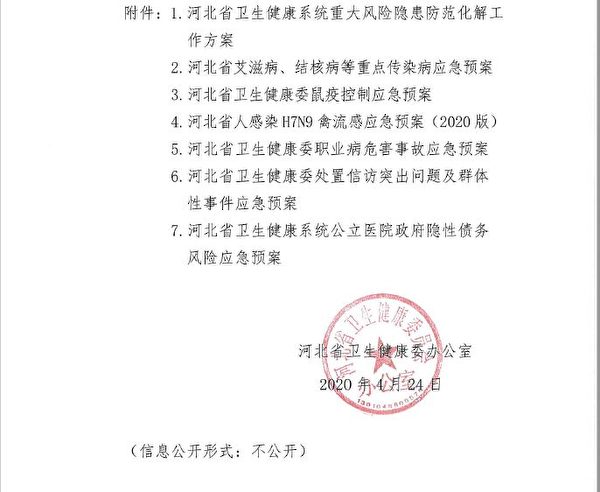 附件：1. 河北省卫生健康系统重大风险隐患防范化解工
作方案
2. 河北省艾滋病、结核病等重点传染病应急预案
3. 河北省卫生健康委鼠疫控制应急预案
4. 河北省人感染 H7N9 禽流感应急预案（2020 版）
5. 河北省卫生健康委职业病危害事故应急预案
6. 河北省卫生健康委处置信访突出问题及群体
性事件应急预案
7. 河北省卫生健康系统公立医院政府隐性债务
风险应急预案
河北省卫生健康委员会
河北省卫生健康委办公室
2020 年 4 月 24 日
办公室
（信息公开形式：不公开）